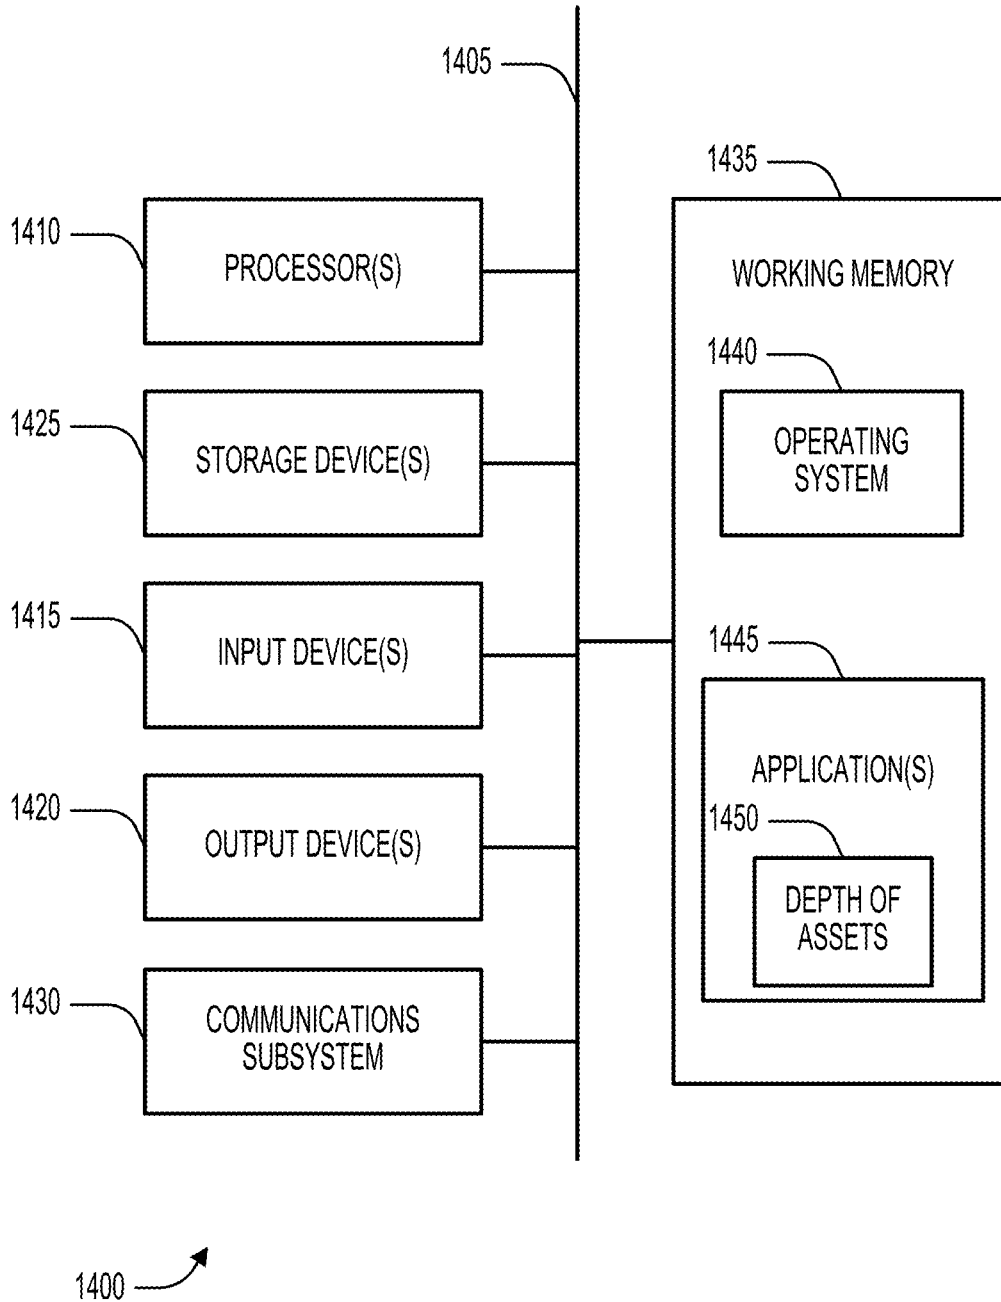 1405
1435
1410
PROCESSOR(S)
WORKING MEMORY
1440
1425
STORAGE DEVICE(S)
OPERATING
SYSTEM
1415
INPUT DEVICE(S)
1445
APPLICATION(S)
1420
OUTPUT DEVICE(S)
1450
DEPTH OF
ASSETS
1430
COMMUNICATIONS
SUBSYSTEM
1400